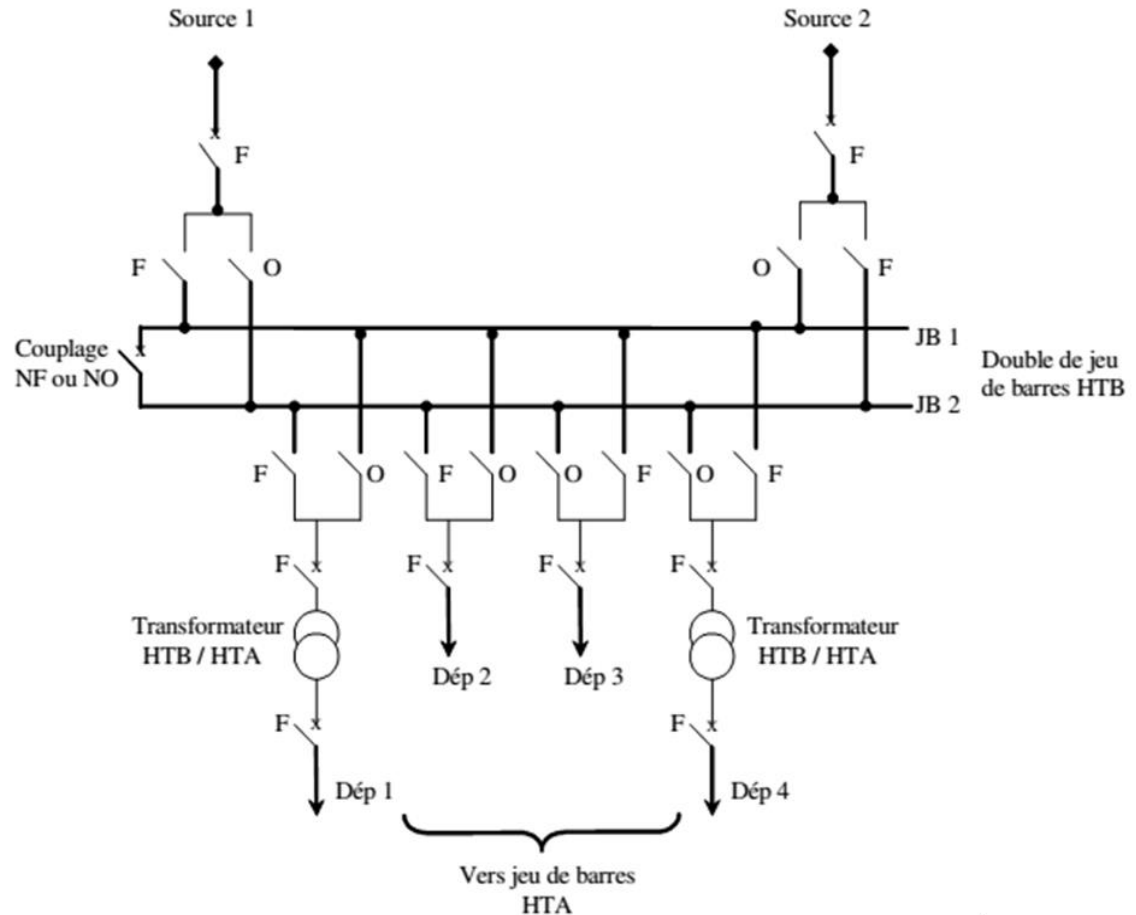 Source 1
Source 2
F
F
F
O
O
F
Couplage
NF ou NO
JB 1
JB 2
Double de jeu
de barres HTB
F
O
F
O
O
F
O
F
F
F
F
F
Transformateur
HTB / HTA
Transformateur
HTB / HTA
Dép 2
Dép 3
F
F
Dép 1
Dép 4
Vers jeu de barres
HTA